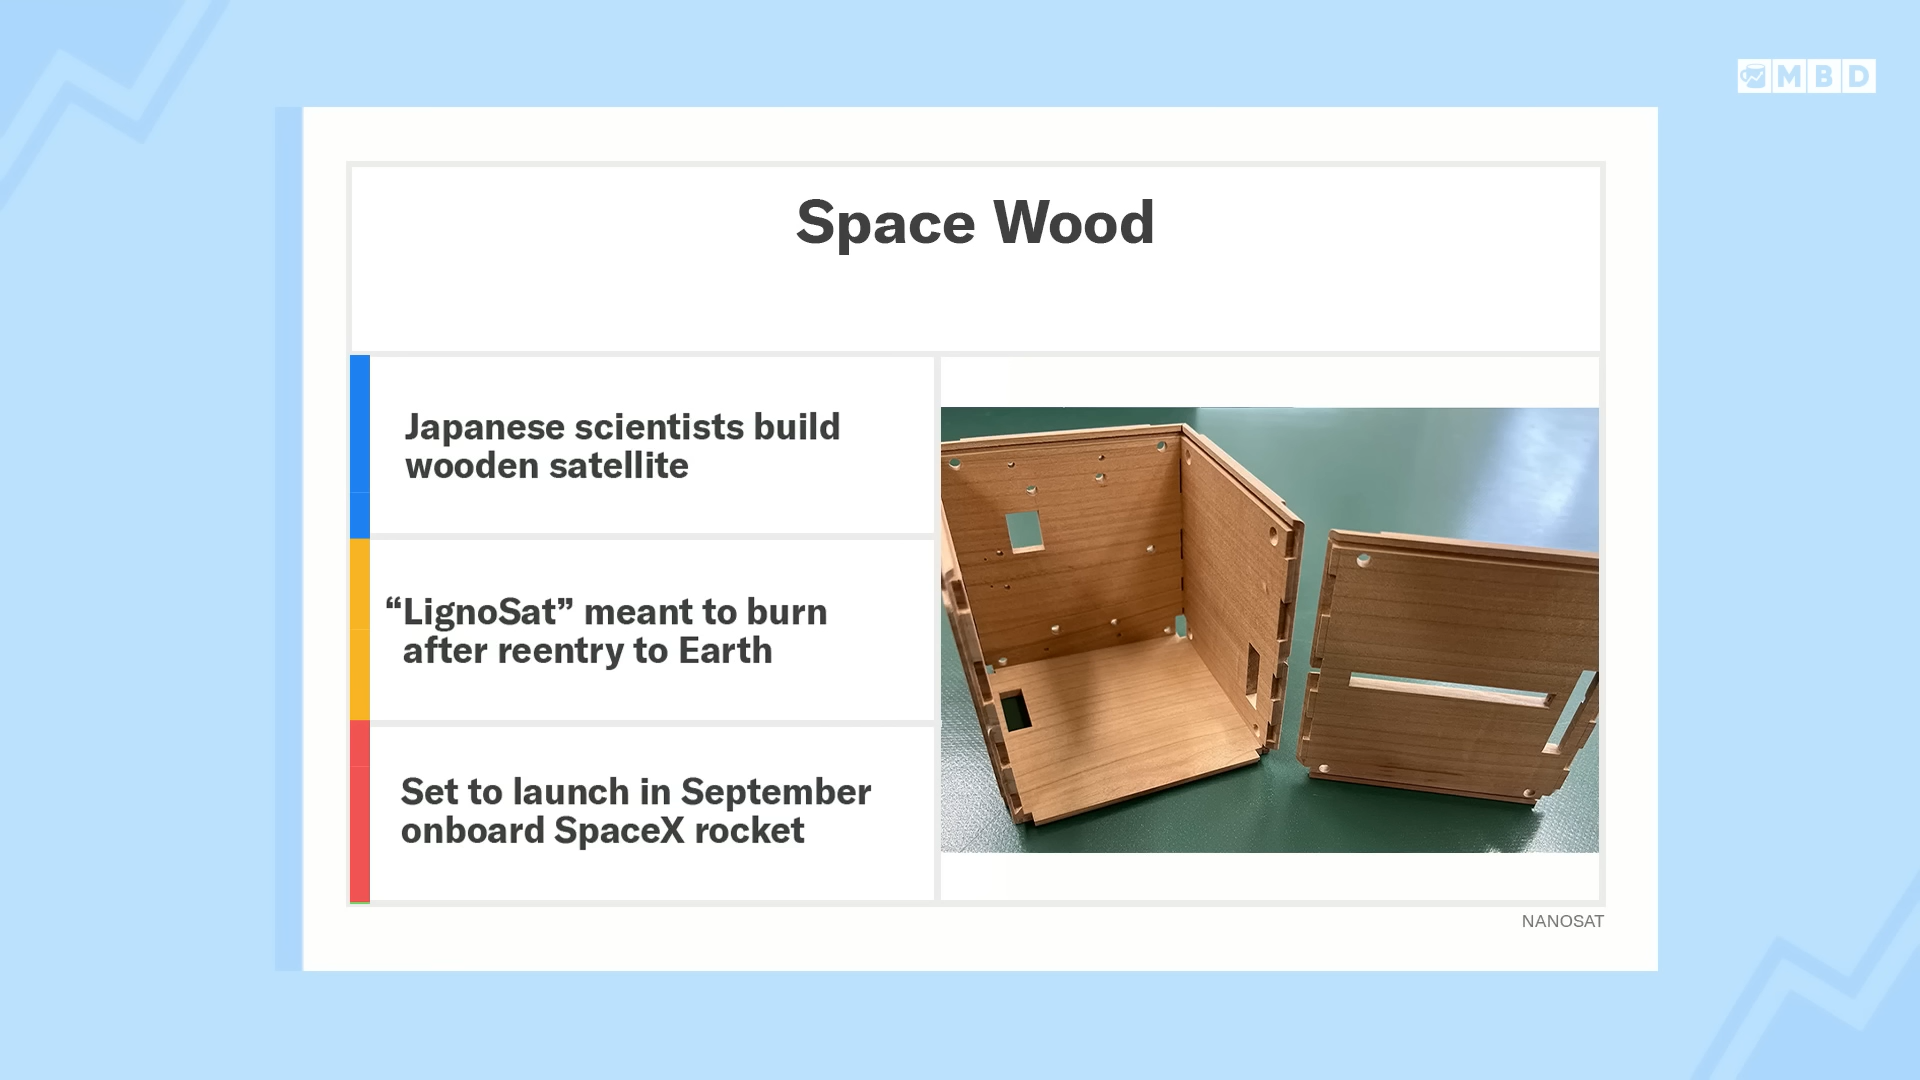 MBD
Space Wood
Japanese scientists build
wooden satellite
“LignoSat” meant to burn
after reentry to Earth
Set to launch in September
onboard SpaceX rocket
NANOSAT